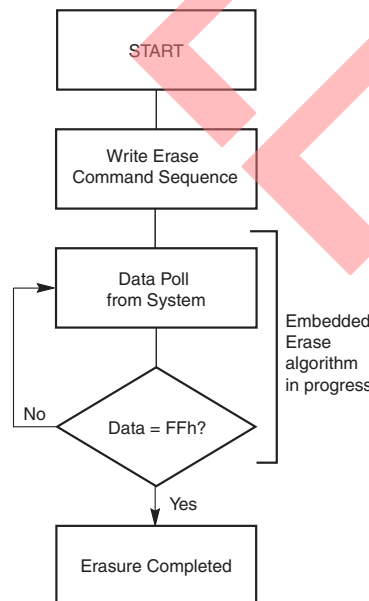 START
Write Erase
Command Sequence
Data Poll
from System
Embedded
Erase
algorithm
in progress
No
Data = FFh?
Yes
Erasure Completed